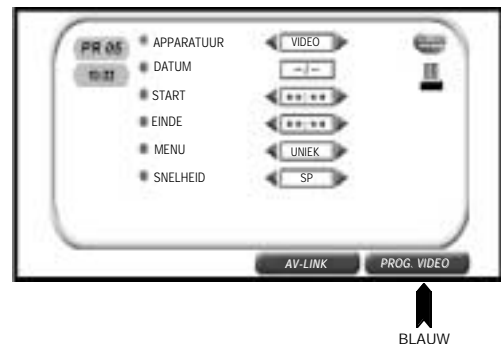 PR 05
APPARATUUR VIDEO
DATUM --/--
START **:**
EINDE **:**
MENU UNIEK
SNELHEID SP
AV-LINK PROG. VIDEO
BLAUW